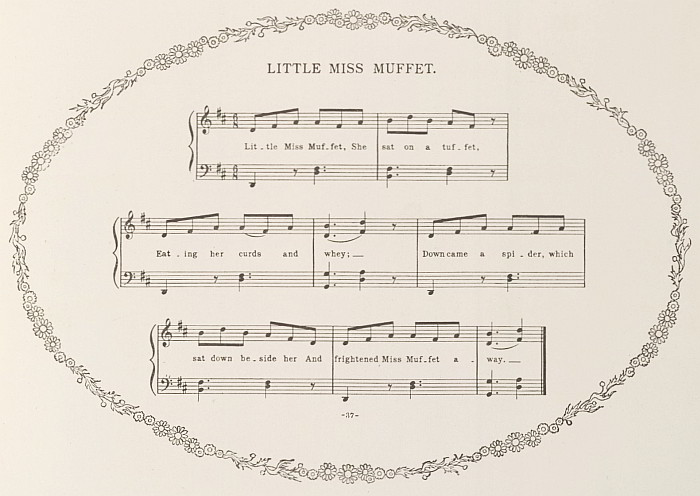 LITTLE MISS MUFFET.
Lit - tle Miss Muf - fet, She sat on a tuf - fet,
Eat - ing her curds and whey; — Down came a spi - der, which
sat down be - side her And frightened Miss Muf - fet a - way. —
-37-